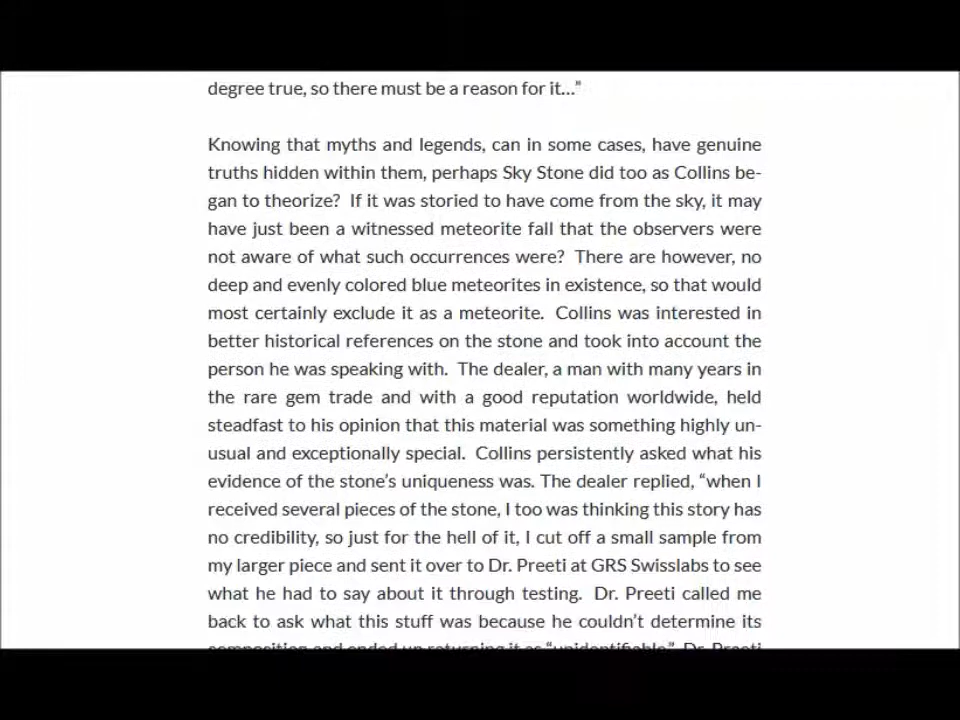 degree true, so there must be a reason for it…”
Knowing that myths and legends, can in some cases, have genuine
truths hidden within them, perhaps Sky Stone did too as Collins be-
gan to theorize?  If it was storied to have come from the sky, it may
have just been a witnessed meteorite fall that the observers were
not aware of what such occurrences were?  There are however, no
deep and evenly colored blue meteorites in existence, so that would
most certainly exclude it as a meteorite.  Collins was interested in
better historical references on the stone and took into account the
person he was speaking with.  The dealer, a man with many years in
the rare gem trade and with a good reputation worldwide, held
steadfast to his opinion that this material was something highly un-
usual and exceptionally special.  Collins persistently asked what his
evidence of the stone’s uniqueness was. The dealer replied, “when I
received several pieces of the stone, I too was thinking this story has
no credibility, so just for the hell of it, I cut off a small sample from
my larger piece and sent it over to Dr. Preeti at GRS Swisslabs to see
what he had to say about it through testing.  Dr. Preeti called me
back to ask what this stuff was because he couldn’t determine its
composition and ended up returning it as “unidentifiable”. Dr. Preeti